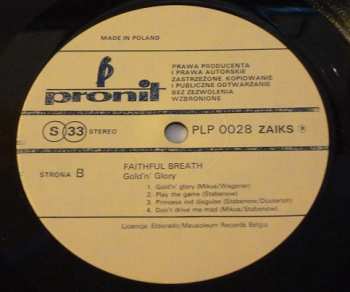 MADE IN POLAND
pronit
PRAWA PRODUCENTA
I PRAWA AUTORSKIE
ZASTRZEŻONE. KOPIOWANIE
I PUBLICZNE ODTWARZANIE
BEZ ZEZWOLENIA
WZBRONIONE
S 33 STEREO
PLP 0028 ZAIKS ℗
STRONA B
FAITHFUL BREATH
Gold'n' Glory
1. Gold'n' glory (Mikus/Wagener)
2. Play the game (Stabenow)
3. Princess ind disguise (Stabenow/Düsterloh)
4. Don't drive me mad (Mikus/Stabenow)
Licencja: Eldorado/Mausoleum Records Belgia